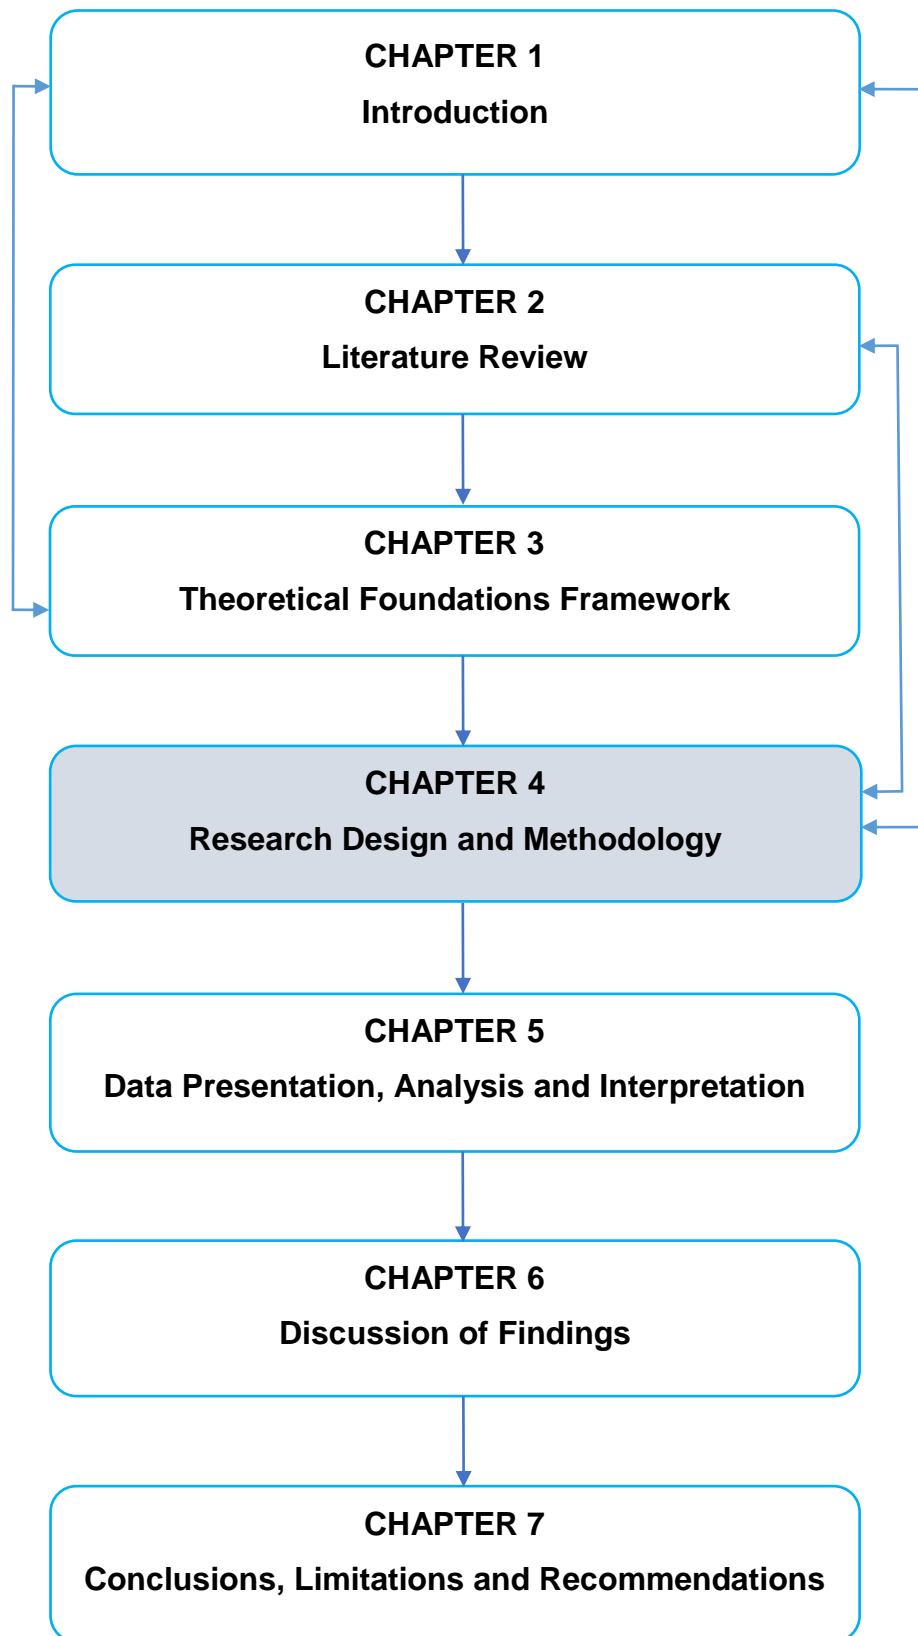 CHAPTER 1
Introduction
CHAPTER 2
Literature Review
CHAPTER 3
Theoretical Foundations Framework
CHAPTER 4
Research Design and Methodology
CHAPTER 5
Data Presentation, Analysis and Interpretation
CHAPTER 6
Discussion of Findings
CHAPTER 7
Conclusions, Limitations and Recommendations